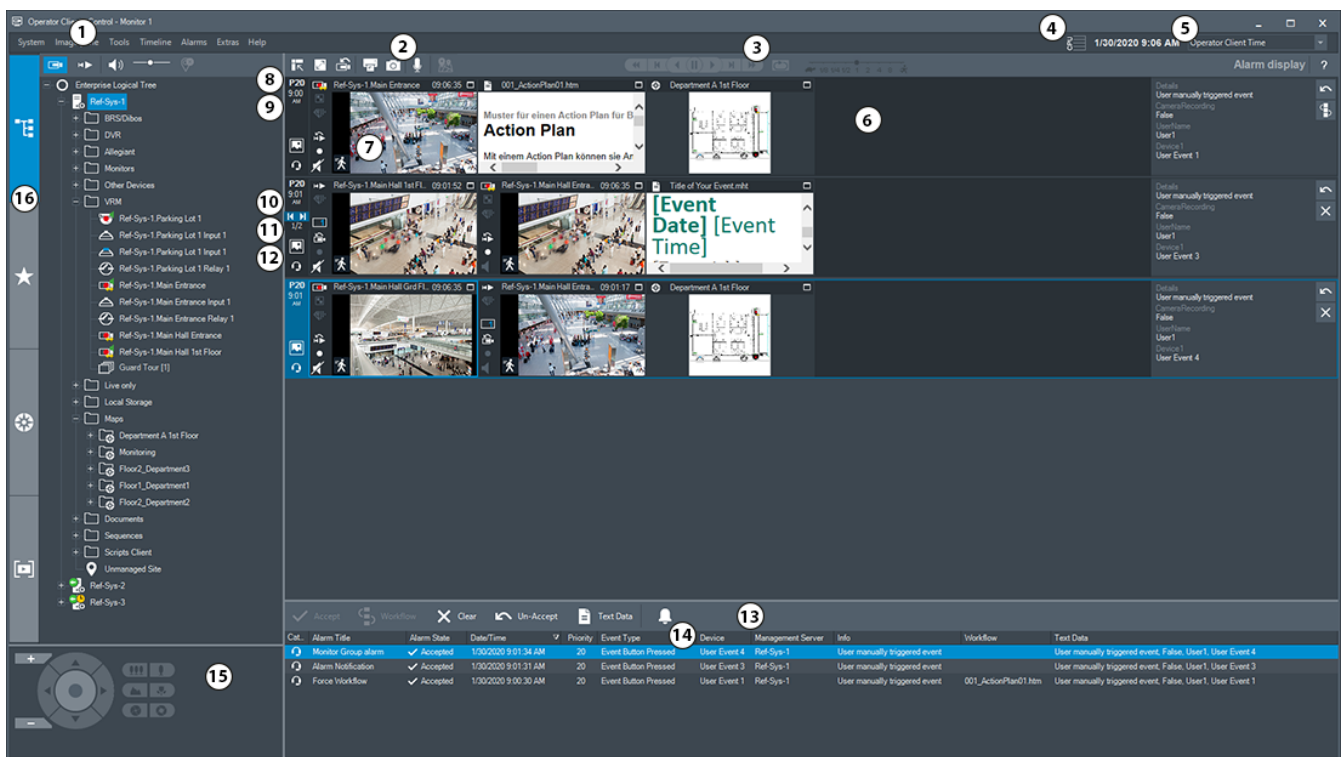 Control - Monitor 1
1
System
Tools Timeline Alarms Extras Help
2
3
4
5
1/30/2020 9:06 AM
Operator Client Time
Alarm display ?
Enterprise Logical Tree
Ref-Sys-1
BRS/Dibos
DVR
Allegiant
Monitors
Other Devices
VRM
Ref-Sys-1.Parking Lot 1
Ref-Sys-1.Parking Lot 1 Input 1
Ref-Sys-1.Parking Lot 1 Input 1
Ref-Sys-1.Parking Lot 1 Relay 1
Ref-Sys-1.Main Entrance
Ref-Sys-1.Main Entrance Input 1
Ref-Sys-1.Main Entrance Relay 1
Ref-Sys-1.Main Hall Entrance
Ref-Sys-1.Main Hall 1st Floor
Guard Tour [1]
Live only
Local Storage
Maps
Department A 1st Floor
Monitoring
Floor2_Department3
Floor1_Department1
Floor2_Department2
Documents
Sequences
Scripts Client
Unmanaged Site
Ref-Sys-2
Ref-Sys-3
16
8
9
10
11
12
P20
9:00
AM
Ref-Sys-1.Main Entrance 09:06:35
001_ActionPlan01.htm
Department A 1st Floor
7
Muster für einen Action Plan für B
Action Plan
Mit einem Action Plan können sie Ar
6
Details
User manually triggered event
CameraRecording
False
UserName
User1
Device1
User Event 1
P20
9:01
AM
1/2
Ref-Sys-1.Main Hall 1st Fl.. 09:01:52
Ref-Sys-1.Main Hall Entra.. 09:06:35
Title of Your Event.mht
[Event
Date] [Event
Time]
Details
User manually triggered event
CameraRecording
False
UserName
User1
Device1
User Event 3
P20
9:01
AM
Ref-Sys-1.Main Hall Grd Fl.. 09:06:35
Ref-Sys-1.Main Hall Entra.. 09:01:17
Department A 1st Floor
Details
User manually triggered event
CameraRecording
False
UserName
User1
Device1
User Event 4
Accept Workflow Clear Un-Accept Text Data
13
14
Cat.. Alarm Title Alarm State Date/Time Priority Event Type Device Management Server Info Workflow Text Data
Monitor Group alarm Accepted 1/30/2020 9:01:34 AM 20 Event Button Pressed User Event 4 Ref-Sys-1 User manually triggered event User manually triggered event, False, User1, User Event 4
Alarm Notification Accepted 1/30/2020 9:01:31 AM 20 Event Button Pressed User Event 3 Ref-Sys-1 User manually triggered event User manually triggered event, False, User1, User Event 3
Force Workflow Accepted 1/30/2020 9:00:30 AM 20 Event Button Pressed User Event 1 Ref-Sys-1 User manually triggered event 001_ActionPlan01.htm User manually triggered event, False, User1, User Event 1
15